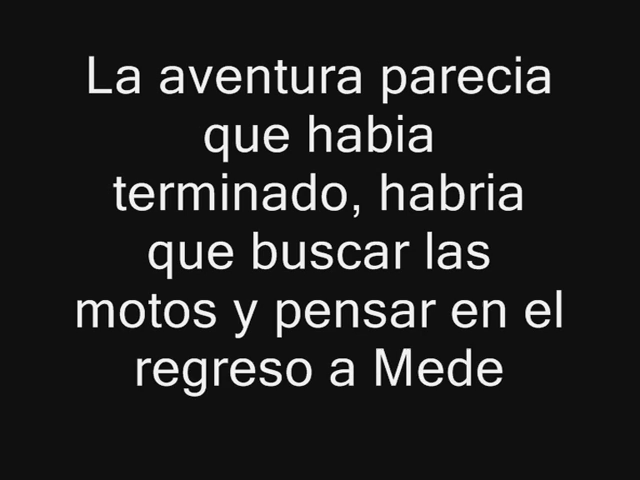 La aventura parecia
que habia
terminado, habria
que buscar las
motos y pensar en el
regreso a Mede